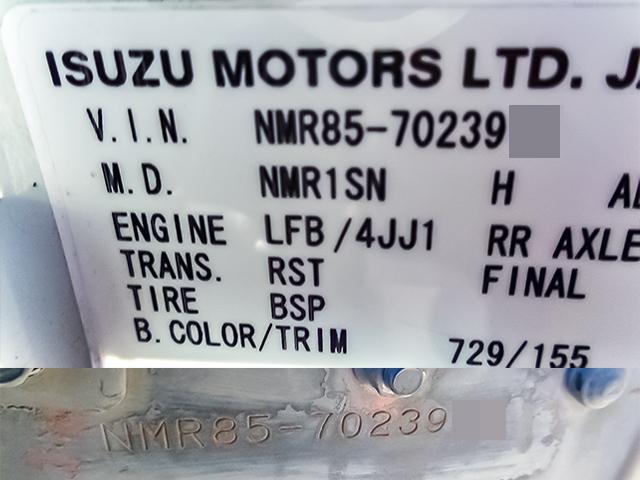 ISUZU MOTORS LTD.
V.I.N. NMR85-70239
M.D. NMR1SN H
ENGINE LFB/4JJ1 RR AXLE
TRANS. RST FINAL
TIRE BSP
B.COLOR/TRIM 729/155
NMR85-70239